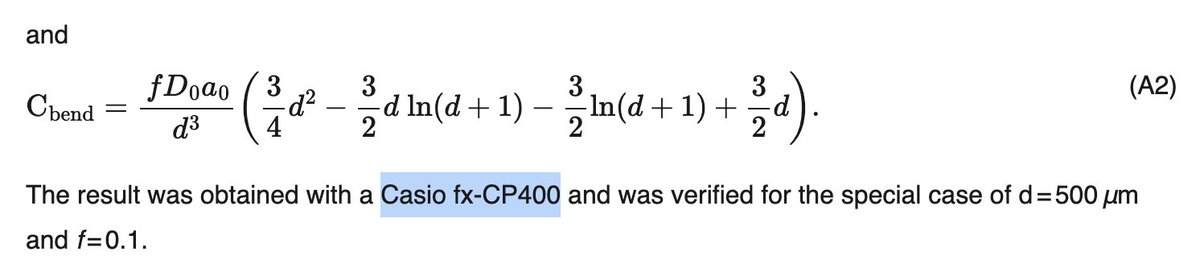 and
C_bend = fD₀a₀/d³ (3/4 d² − 3/2 d ln(d + 1) − 3/2 ln(d + 1) + 3/2 d). (A2)
The result was obtained with a Casio fx-CP400 and was verified for the special case of d=500 μm
and f=0.1.